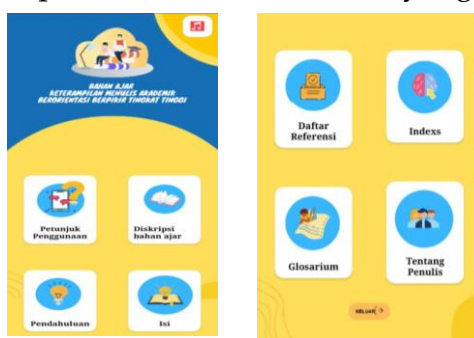 BAHAN AJAR
KETERAMPILAN MENULIS AKADEMIK
BERORIENTASI BERPIKIR TINGKAT TINGGI
Petunjuk
Penggunaan
Diskripsi
bahan ajar
Pendahuluan
Isi
Daftar
Referensi
Indexs
Glosarium
Tentang
Penulis
KELUAR